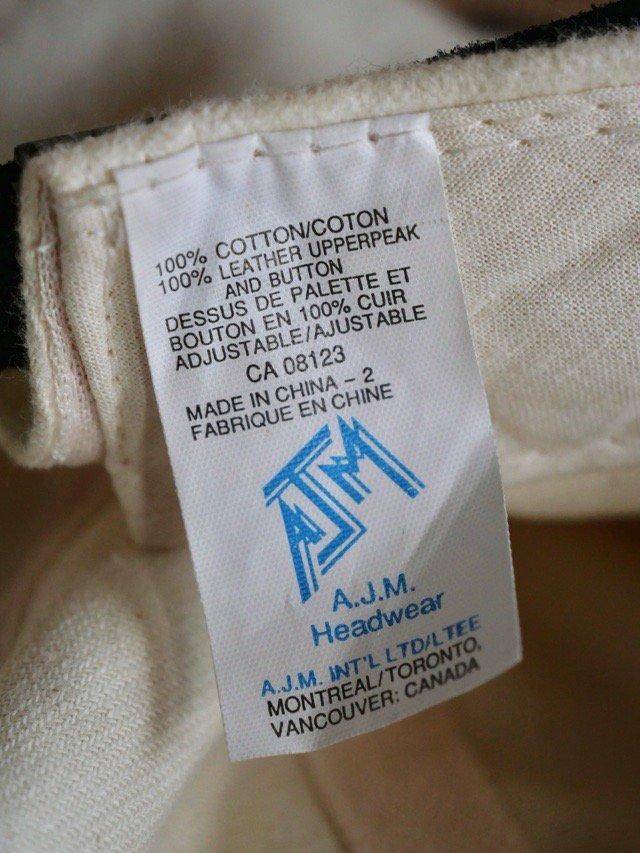 100% COTTON/COTON
100% LEATHER UPPERPEAK
AND BUTTON
DESSUS DE PALETTE ET
BOUTON EN 100% CUIR
ADJUSTABLE/AJUSTABLE
CA 08123
MADE IN CHINA – 2
FABRIQUE EN CHINE
AJM
A.J.M.
Headwear
A.J.M. INT'L LTD/LTEE
MONTREAL/TORONTO,
VANCOUVER: CANADA